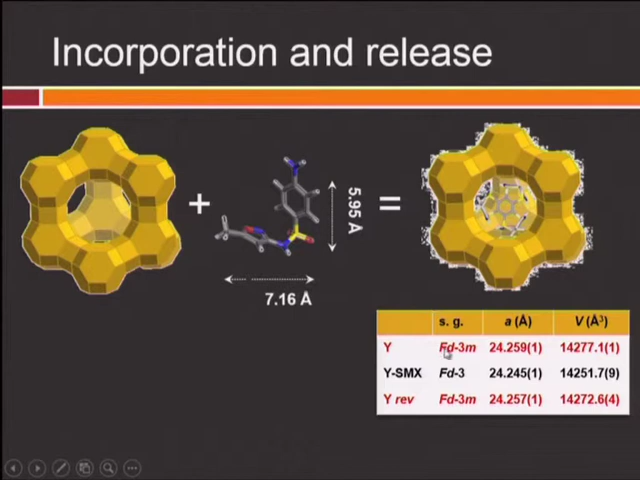 Incorporation and release
+
=
5.95 Å
7.16 Å
s. g. a (Å) V (Å³)
Y Fd-3m 24.259(1) 14277.1(1)
Y-SMX Fd-3 24.245(1) 14251.7(9)
Y rev Fd-3m 24.257(1) 14272.6(4)